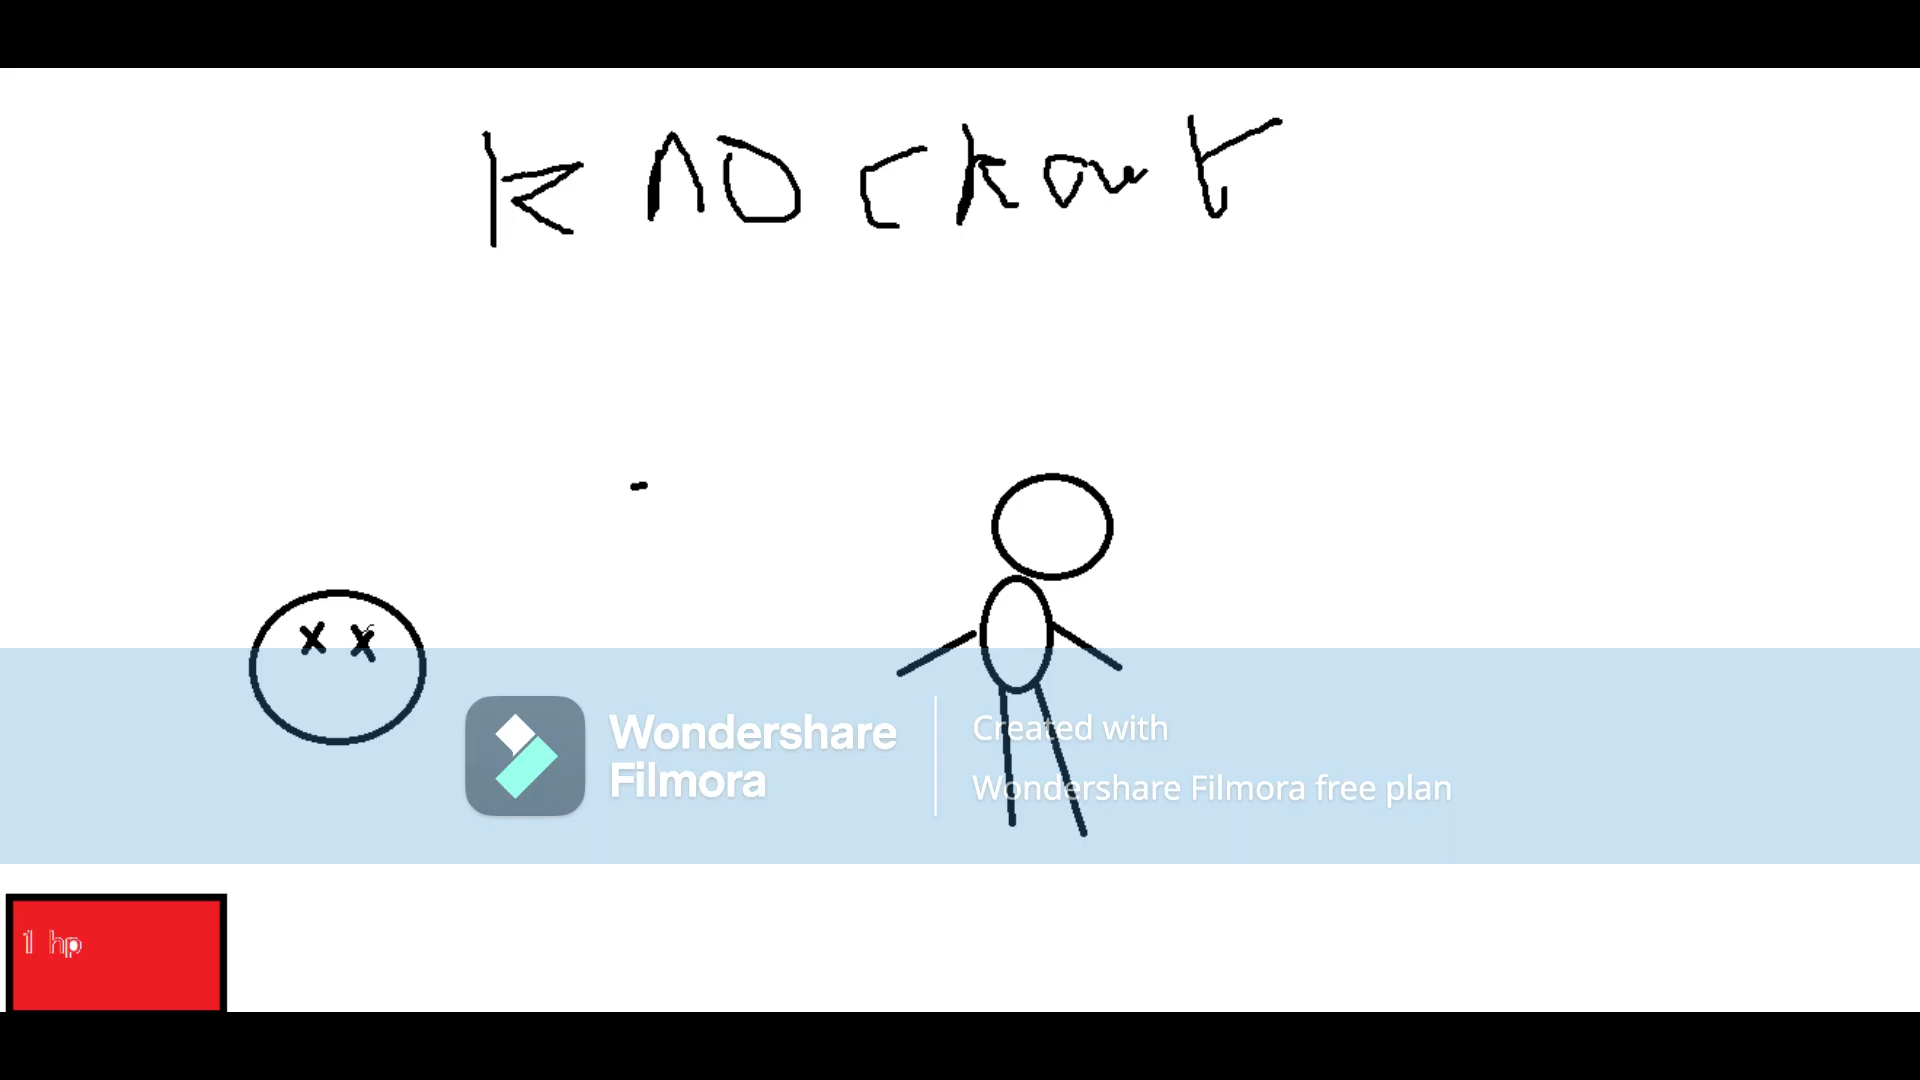 knockout
Wondershare
Filmora
Created with
Wondershare Filmora free plan
1 hp